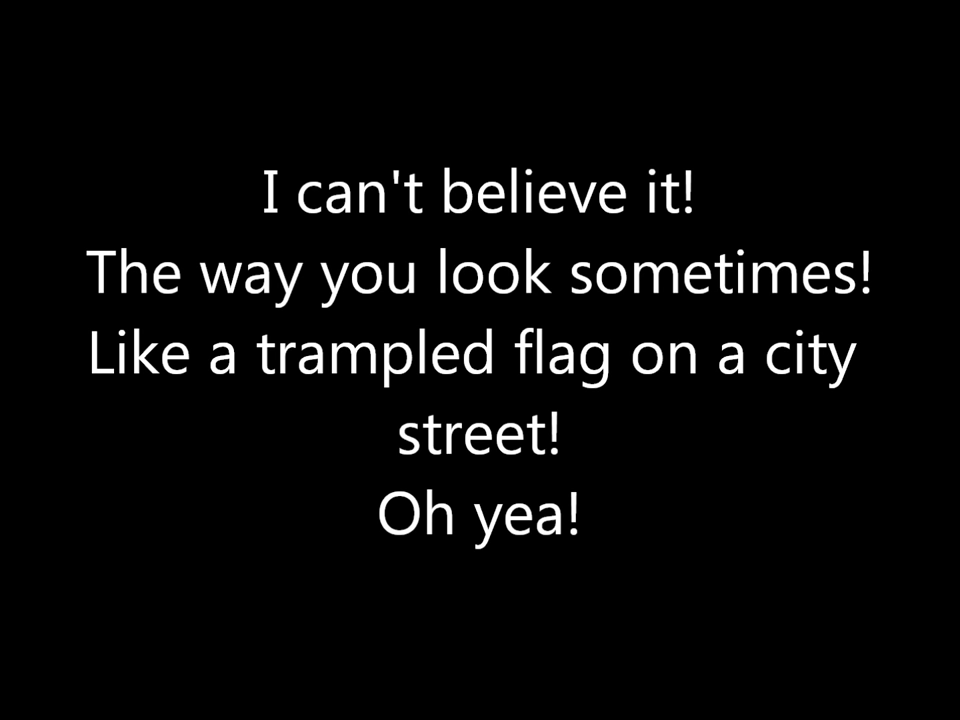 I can't believe it!
The way you look sometimes!
Like a trampled flag on a city
street!
Oh yea!